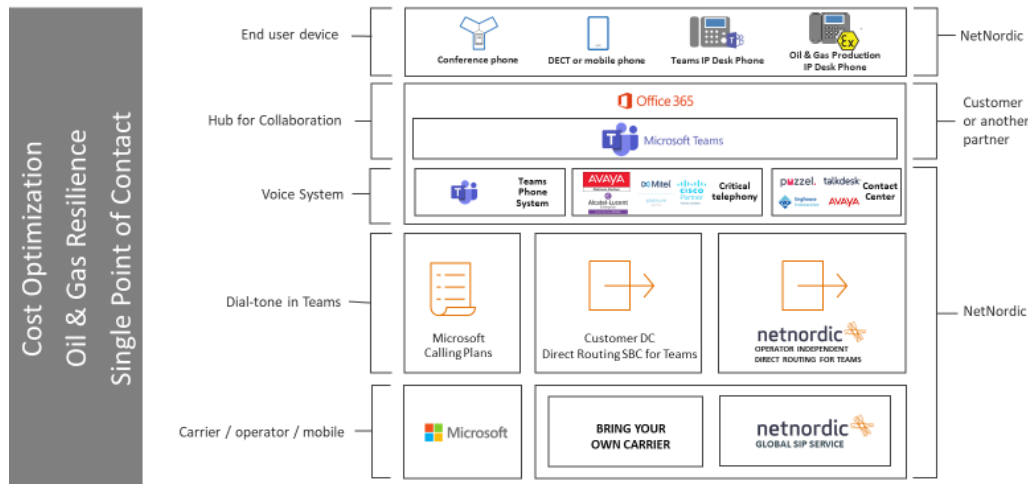 Cost Optimization
Oil & Gas Resilience
Single Point of Contact
End user device
Conference phone
DECT or mobile phone
Teams IP Desk Phone
Ex
Oil & Gas Production
IP Desk Phone
NetNordic
Hub for Collaboration
Office 365
Microsoft Teams
Customer
or another
partner
Voice System
Teams
Phone
System
AVAYA
Alcatel-Lucent
Enterprise
Mitel
CISCO
Partner
Critical
telephony
puzzel.
talkdesk
AVAYA
Contact
Center
Dial-tone in Teams
Microsoft
Calling Plans
Customer DC
Direct Routing SBC for Teams
netnordic
OPERATOR INDEPENDENT
DIRECT ROUTING FOR TEAMS
NetNordic
Carrier / operator / mobile
Microsoft
BRING YOUR
OWN CARRIER
netnordic
GLOBAL SIP SERVICE